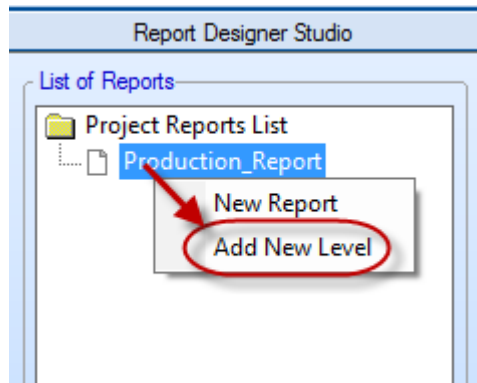 Report Designer Studio
List of Reports
Project Reports List
Production_Report
New Report
Add New Level